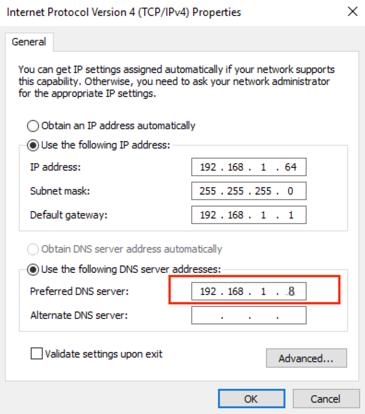 Internet Protocol Version 4 (TCP/IPv4) Properties
General
You can get IP settings assigned automatically if your network supports
this capability. Otherwise, you need to ask your network administrator
for the appropriate IP settings.
Obtain an IP address automatically
Use the following IP address:
IP address: 192 . 168 . 1 . 64
Subnet mask: 255 . 255 . 255 . 0
Default gateway: 192 . 168 . 1 . 1
Obtain DNS server address automatically
Use the following DNS server addresses:
Preferred DNS server: 192 . 168 . 1 . 8
Alternate DNS server: . . .
Validate settings upon exit
Advanced...
OK Cancel